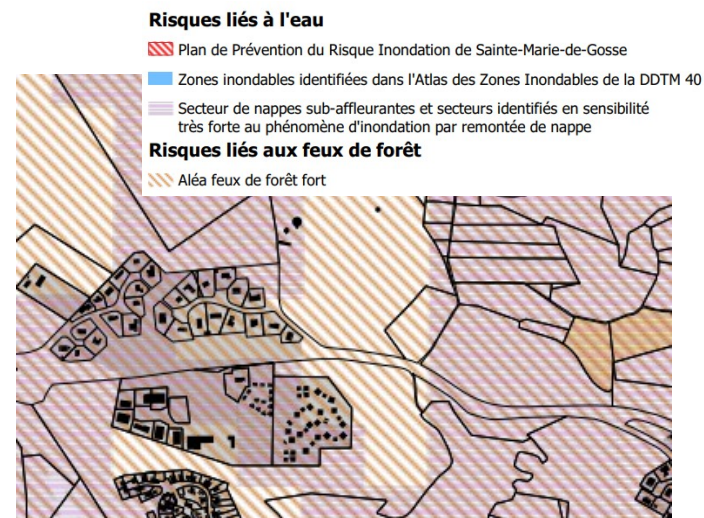 Risques liés à l'eau
Plan de Prévention du Risque Inondation de Sainte-Marie-de-Gosse
Zones inondables identifiées dans l'Atlas des Zones Inondables de la DDTM 40
Secteur de nappes sub-affleurantes et secteurs identifiés en sensibilité
très forte au phénomène d'inondation par remontée de nappe
Risques liés aux feux de forêt
Aléa feux de forêt fort